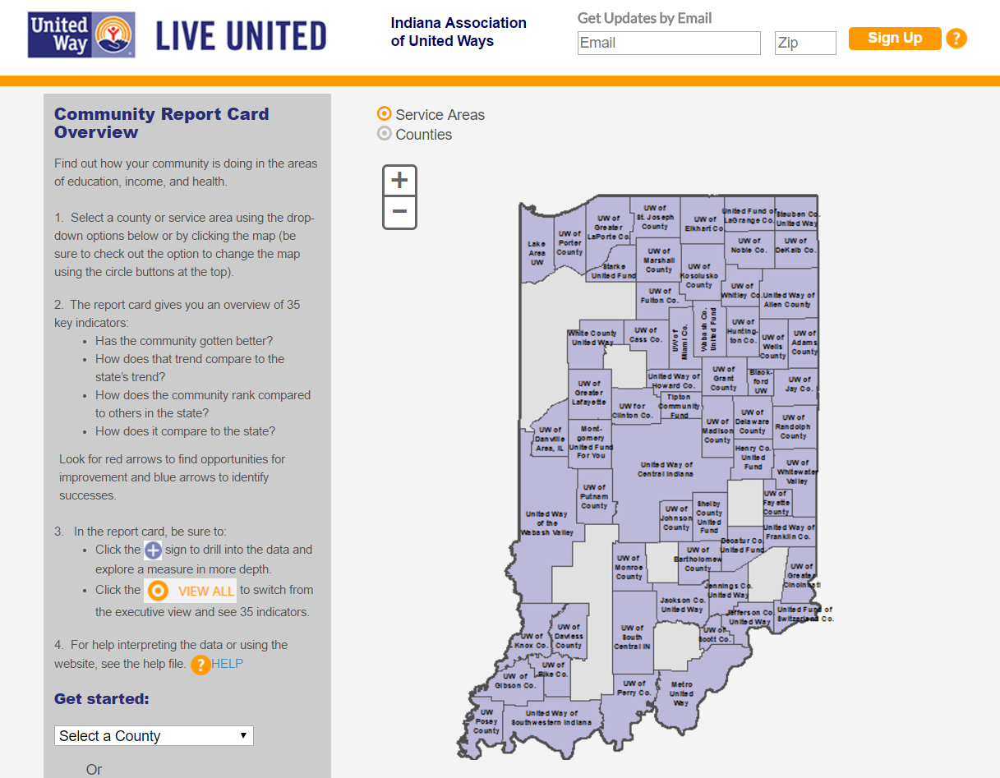 United Way
LIVE UNITED
Indiana Association
of United Ways
Get Updates by Email
Email
Zip
Sign Up
?
Community Report Card
Overview
Find out how your community is doing in the areas
of education, income, and health.
1. Select a county or service area using the drop-
down options below or by clicking the map (be
sure to check out the option to change the map
using the circle buttons at the top).
2. The report card gives you an overview of 35
key indicators:
• Has the community gotten better?
• How does that trend compare to the
state's trend?
• How does the community rank compared
to others in the state?
• How does it compare to the state?
Look for red arrows to find opportunities for
improvement and blue arrows to identify
successes.
3. In the report card, be sure to:
• Click the + sign to drill into the data and
explore a measure in more depth.
• Click the VIEW ALL to switch from
the executive view and see 35 indicators.
4. For help interpreting the data or using the
website, see the help file. ? HELP
Get started:
Select a County
Or
Service Areas
Counties
+
−
Lake
Area
UW
UW of
Porter
County
UW of
Greater
LaPorte Co.
UW of
St. Joseph
County
UW of
Elkhart Co.
United Fund of
LaGrange Co.
Steuben Co.
United Way
UW of
Noble Co.
UW of
DeKalb Co.
Starke
United Fund
UW of
Marshall
County
UW of
Kosciusko
County
UW of
Fulton Co.
UW of
Whitley Co.
United Way of
Allen County
White County
United Way
UW of
Cass Co.
UW of
Miami Co.
Wabash Co.
United Fund
UW of
Hunting-
ton Co.
UW of
Wells
County
UW of
Adams
County
UW of
Greater
Lafayette
United Way of
Howard Co.
UW of
Grant
County
Black-
ford
UW
UW of
Jay Co.
UW for
Clinton Co.
Tipton
Community
Fund
UW of
Madison
County
UW of
Delaware
County
UW of
Randolph
County
UW of
Danville
Area, IL
Mont-
gomery
United Fund
For You
United Way of
Central Indiana
Henry Co.
United
Fund
UW of
Whitewater
Valley
UW of
Putnam
County
United Way
of the
Wabash Valley
UW of
Johnson
County
Shelby
County
United
Fund
UW of
Fayette
County
United Way of
Franklin Co.
Decatur Co.
United Fund
UW of
Monroe
County
UW of
Bartholomew
County
UW of
Greater
Cincinnati
Jennings Co.
United Way
Jackson Co.
United Way
Jefferson Co.
United Way
United Fund of
Switzerland Co.
UW of
Knox Co.
UW of
Daviess
County
UW of
South
Central IN
UW of
Scott Co.
UW of
Gibson Co.
UW of
Pike Co.
UW of
Perry Co.
Metro
United
Way
UW
Posey
County
United Way of
Southwestern Indiana